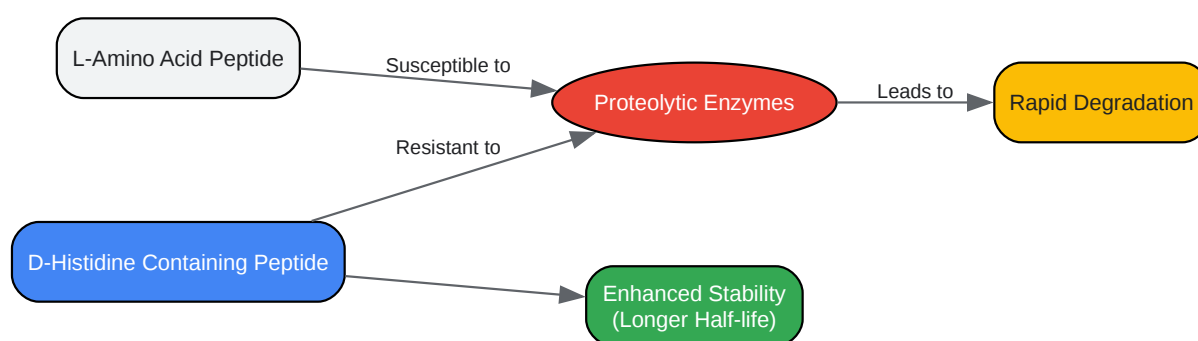 L-Amino Acid Peptide
Susceptible to
Proteolytic Enzymes
Leads to
Rapid Degradation
Resistant to
D-Histidine Containing Peptide
Enhanced Stability
(Longer Half-life)